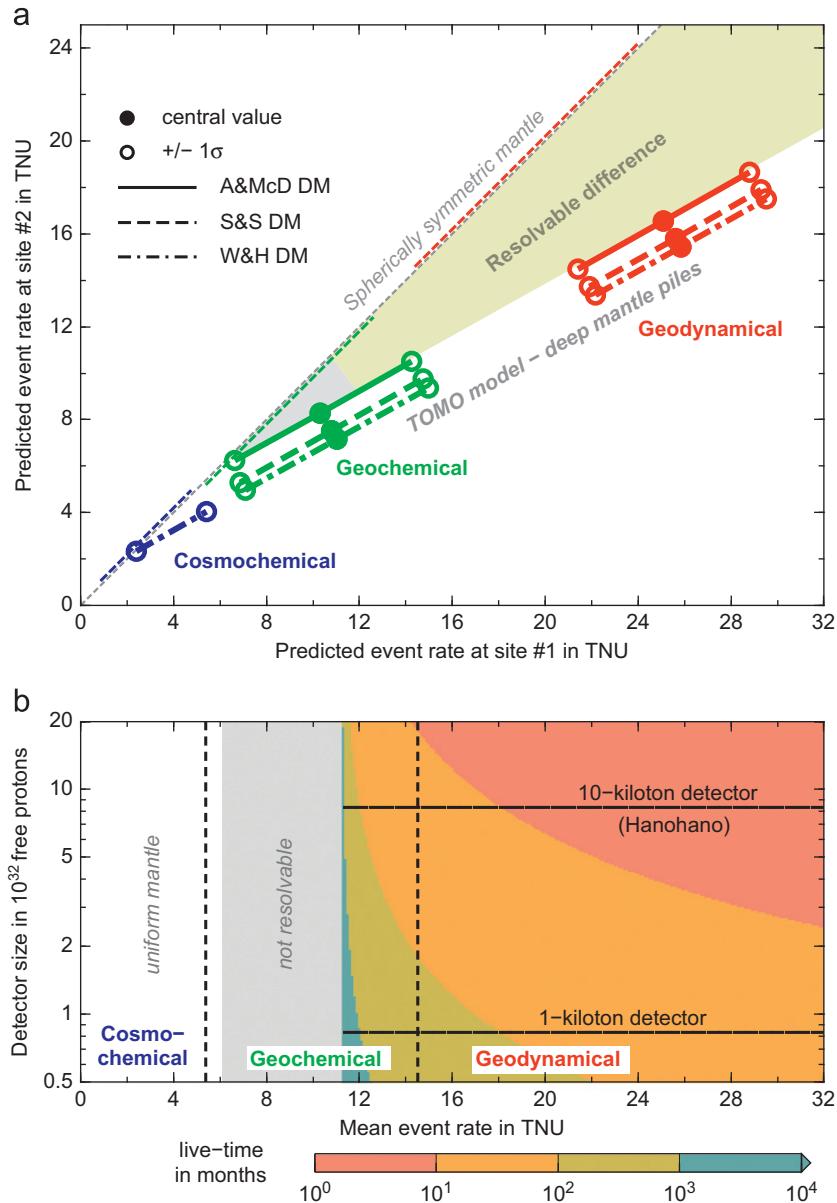 a
24
20
16
12
8
4
0
Predicted event rate at site #2 in TNU
central value
+/− 1σ
A&McD DM
S&S DM
W&H DM
Spherically symmetric mantle
Resolvable difference
TOMO model − deep mantle piles
Geodynamical
Geochemical
Cosmochemical
0 4 8 12 16 20 24 28 32
Predicted event rate at site #1 in TNU
b
20
10
5
2
1
0.5
Detector size in 10³² free protons
uniform mantle
not resolvable
10−kiloton detector
(Hanohano)
1−kiloton detector
Cosmo−
chemical
Geochemical
Geodynamical
0 4 8 12 16 20 24 28 32
Mean event rate in TNU
live−time
in months
10⁰ 10¹ 10² 10³ 10⁴